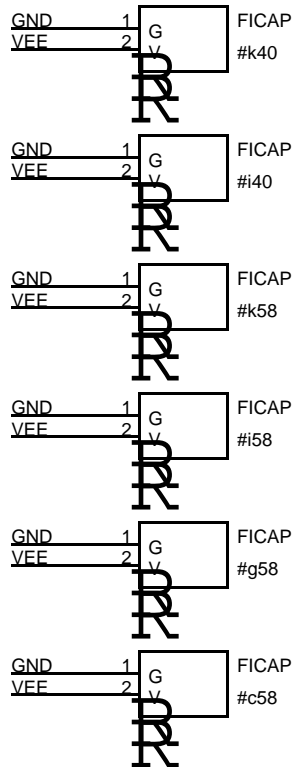 GND 1 G FICAP
VEE 2 V #k40
R
R
GND 1 G FICAP
VEE 2 V #i40
R
R
GND 1 G FICAP
VEE 2 V #k58
R
R
GND 1 G FICAP
VEE 2 V #i58
R
R
GND 1 G FICAP
VEE 2 V #g58
R
R
GND 1 G FICAP
VEE 2 V #c58
R
R